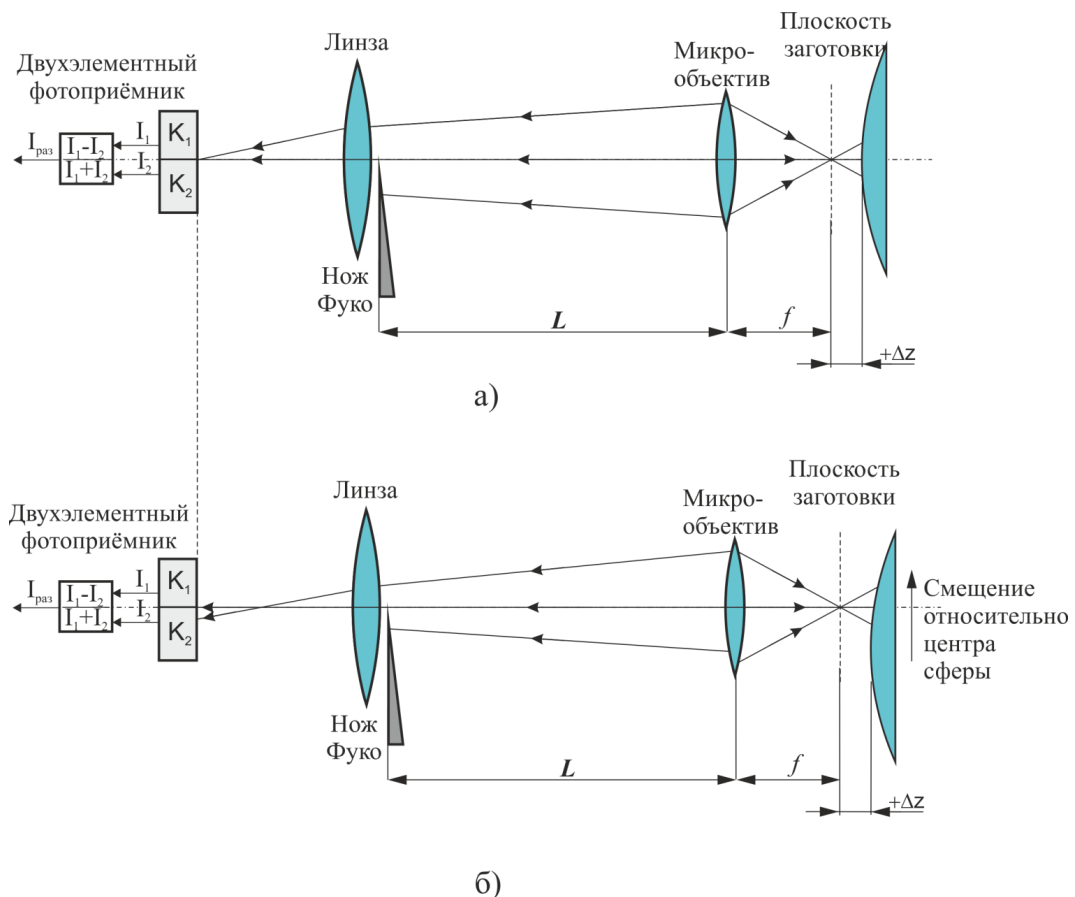 Плоскость
заготовки
Линза
Микро-
объектив
Двухэлементный
фотоприёмник
Iраз
I₁-I₂
I₁+I₂
I₁
I₂
K₁
K₂
Нож
Фуко
L
f
+Δz
а)
Плоскость
заготовки
Линза
Микро-
объектив
Двухэлементный
фотоприёмник
Iраз
I₁-I₂
I₁+I₂
I₁
I₂
K₁
K₂
Смещение
относительно
центра
сферы
Нож
Фуко
L
f
+Δz
б)